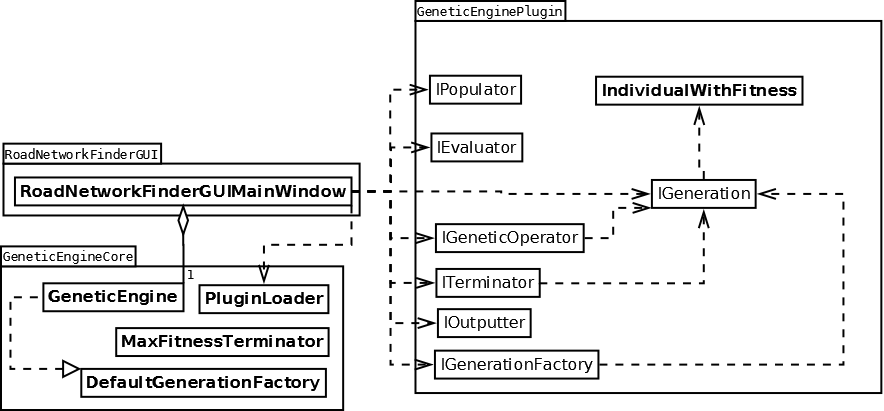 GeneticEnginePlugin
IPopulator
IndividualWithFitness
IEvaluator
RoadNetworkFinderGUI
RoadNetworkFinderGUIMainWindow
IGeneration
IGeneticOperator
GeneticEngineCore
1
ITerminator
GeneticEngine
PluginLoader
IOutputter
MaxFitnessTerminator
IGenerationFactory
DefaultGenerationFactory